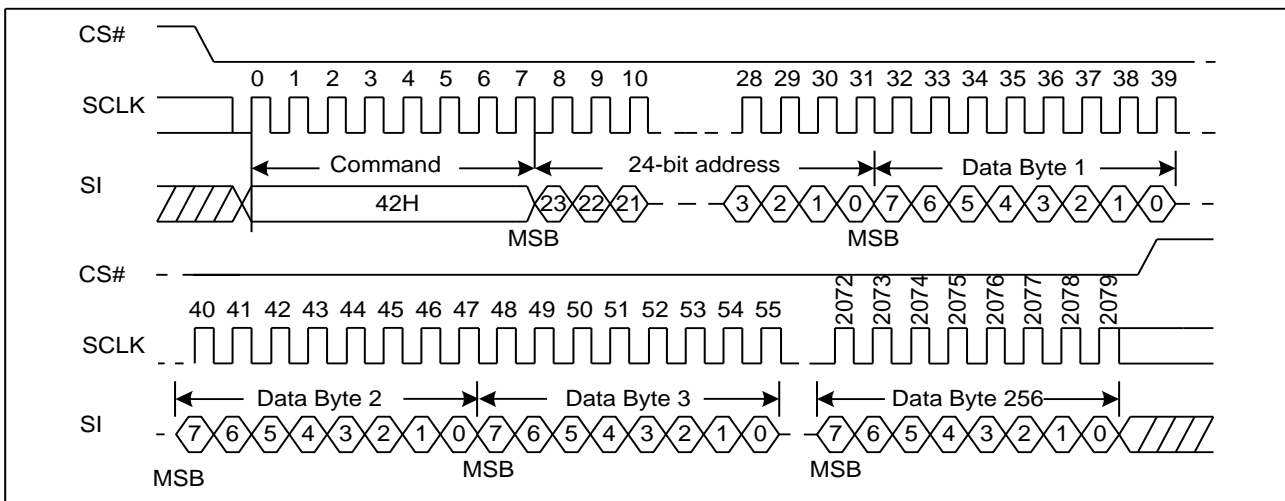 CS#
0 1 2 3 4 5 6 7 8 9 10 28 29 30 31 32 33 34 35 36 37 38 39
SCLK
Command 24-bit address Data Byte 1
SI
42H 23 22 21 3 2 1 0 7 6 5 4 3 2 1 0
MSB MSB
CS#
40 41 42 43 44 45 46 47 48 49 50 51 52 53 54 55 2072 2073 2074 2075 2076 2077 2078 2079
SCLK
Data Byte 2 Data Byte 3 Data Byte 256
SI
7 6 5 4 3 2 1 0 7 6 5 4 3 2 1 0 7 6 5 4 3 2 1 0
MSB MSB MSB